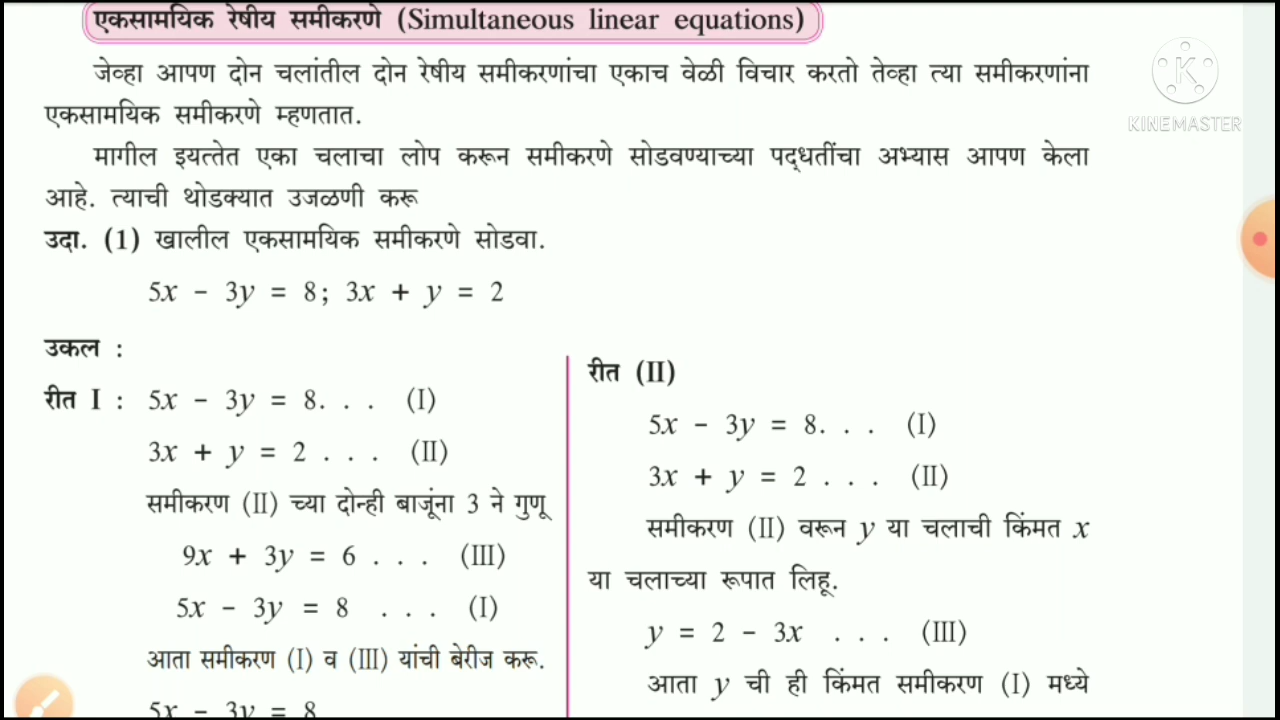 एकसामयिक रेषीय समीकरणे (Simultaneous linear equations)
जेव्हा आपण दोन चलांतील दोन रेषीय समीकरणांचा एकाच वेळी विचार करतो तेव्हा त्या समीकरणांना
एकसामयिक समीकरणे म्हणतात.
मागील इयत्तेत एका चलाचा लोप करून समीकरणे सोडवण्याच्या पद्धतींचा अभ्यास आपण केला
आहे. त्याची थोडक्यात उजळणी करू
उदा. (1) खालील एकसामयिक समीकरणे सोडवा.
5x - 3y = 8; 3x + y = 2
उकल :
रीत I : 5x - 3y = 8. . . (I)
3x + y = 2 . . . (II)
समीकरण (II) च्या दोन्ही बाजूंना 3 ने गुणू
9x + 3y = 6 . . . (III)
5x - 3y = 8 . . . (I)
आता समीकरण (I) व (III) यांची बेरीज करू.
5x - 3y = 8
रीत (II)
5x - 3y = 8. . . (I)
3x + y = 2 . . . (II)
समीकरण (II) वरून y या चलाची किंमत x
या चलाच्या रूपात लिहू.
y = 2 - 3x . . . (III)
आता y ची ही किंमत समीकरण (I) मध्ये
K
KINEMASTER